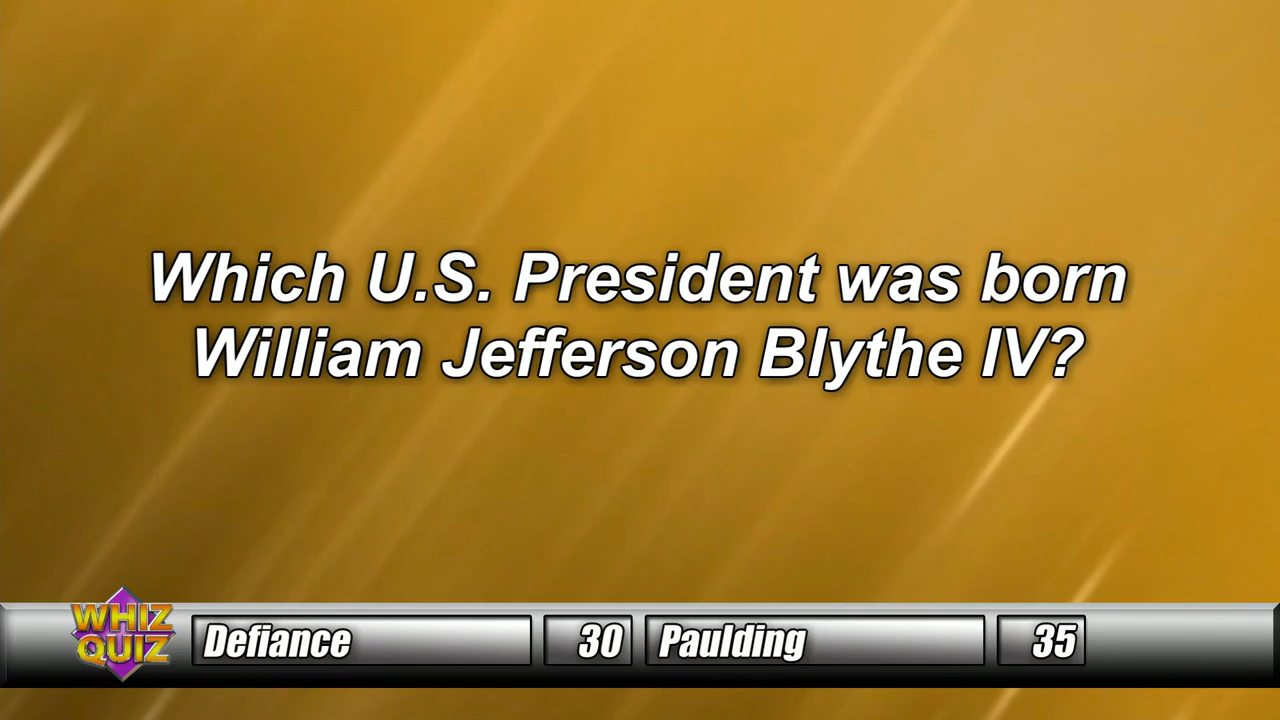 Which U.S. President was born
William Jefferson Blythe IV?
WHIZ
QUIZ
Defiance 30 Paulding 35